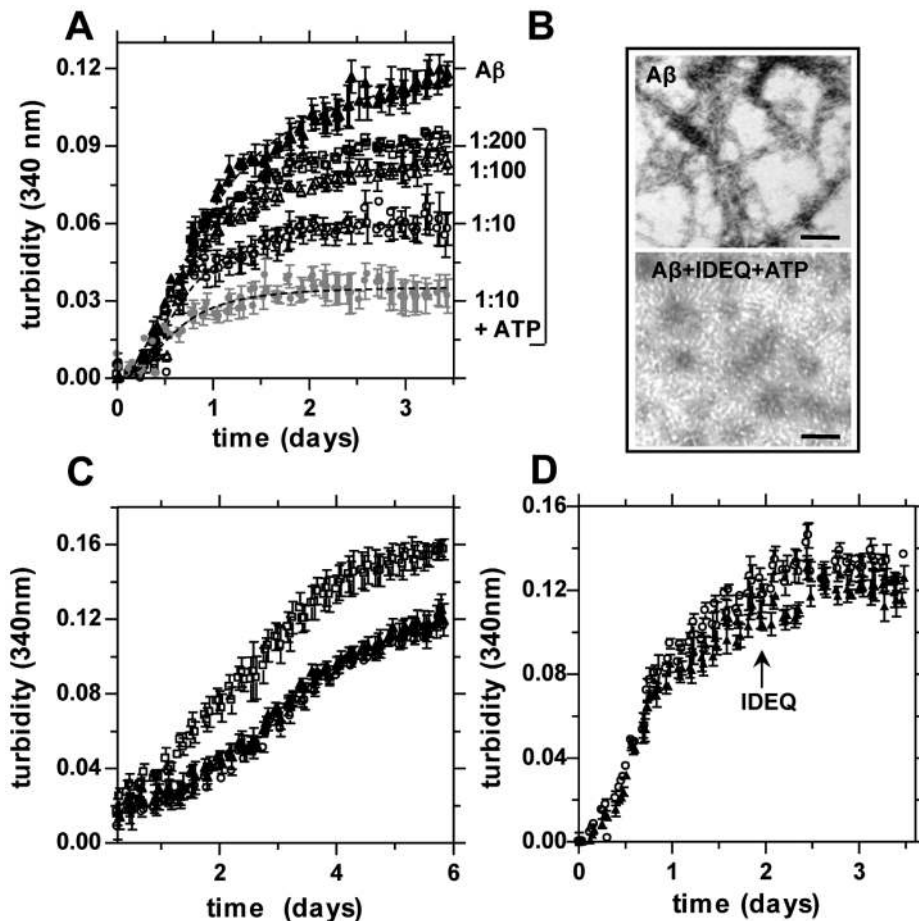 A
turbidity (340 nm)
0.12
0.09
0.06
0.03
0.00
0 1 2 3
time (days)
Aβ
1:200
1:100
1:10
1:10
+ ATP
B
Aβ
Aβ+IDEQ+ATP
C
turbidity (340nm)
0.16
0.12
0.08
0.04
0.00
2 4 6
time (days)
D
turbidity (340nm)
0.16
0.12
0.08
0.04
0.00
IDEQ
0 1 2 3
time (days)